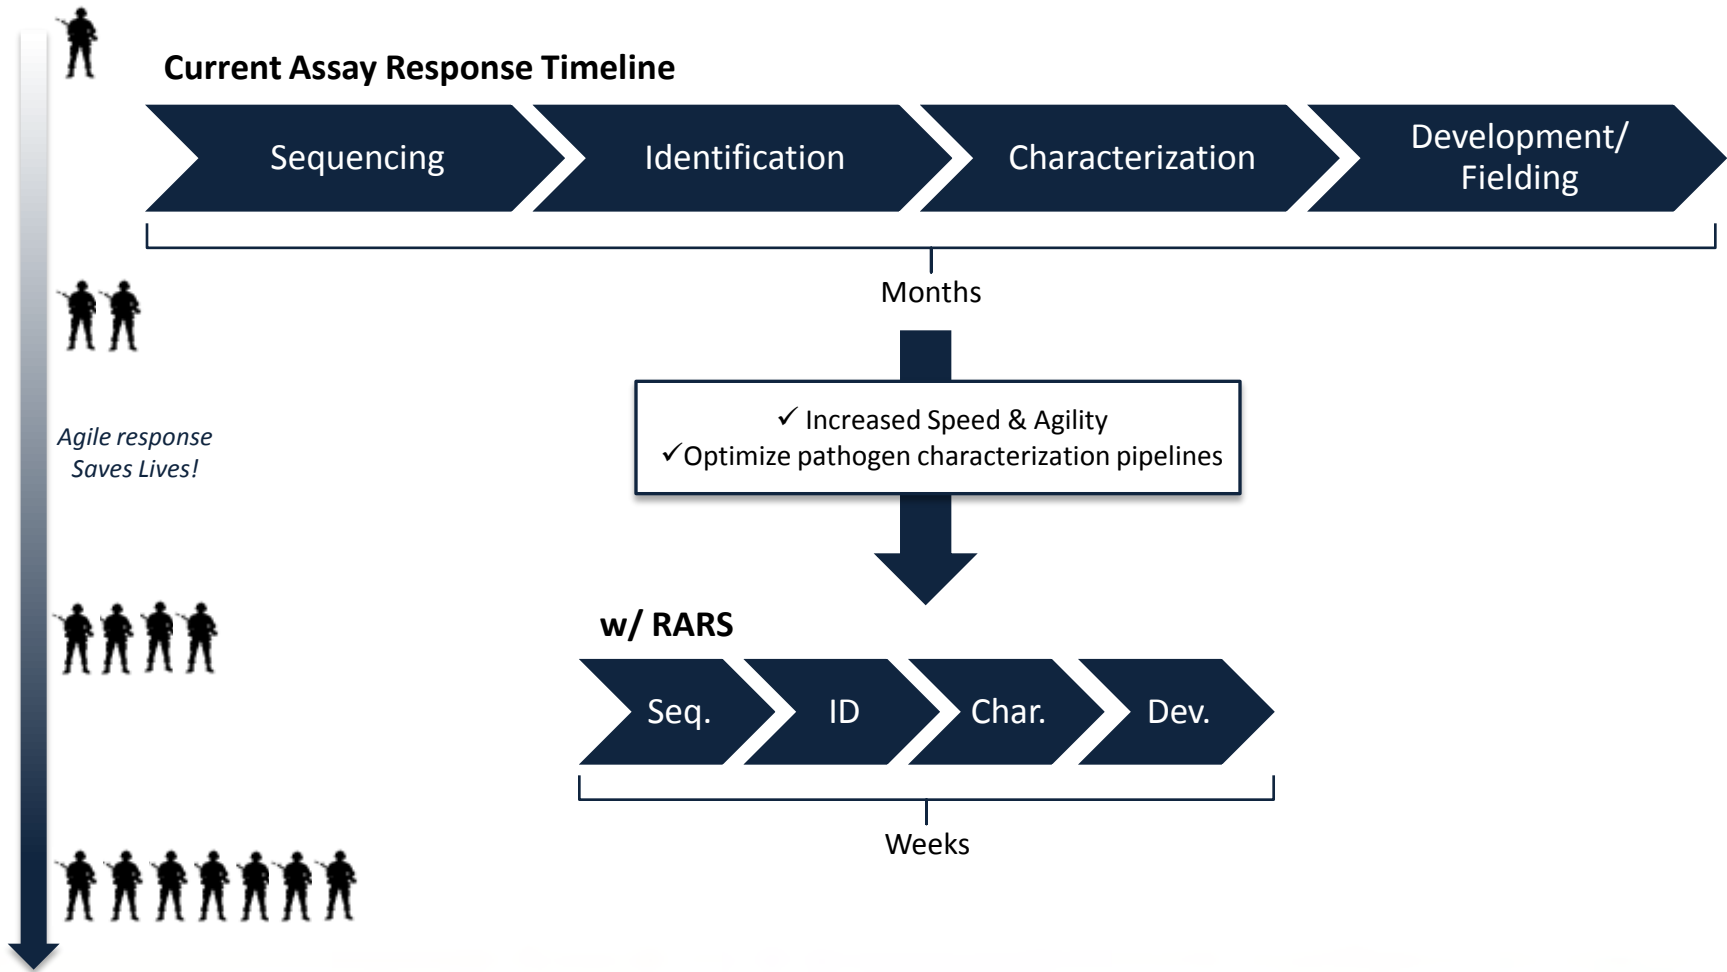 Current Assay Response Timeline
Sequencing
Identification
Characterization
Development/
Fielding
Months
✓ Increased Speed & Agility
✓Optimize pathogen characterization pipelines
Agile response
Saves Lives!
w/ RARS
Seq.
ID
Char.
Dev.
Weeks